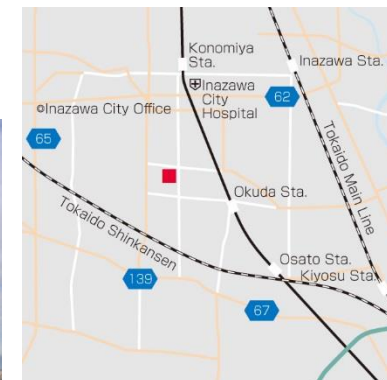 Konomiya
Sta.
Inazawa Sta.
Inazawa
City
Hospital
62
Inazawa City Office
65
Tokaido Main Line
Okuda Sta.
Tokaido Shinkansen
Osato Sta.
Kiyosu Sta.
139
67